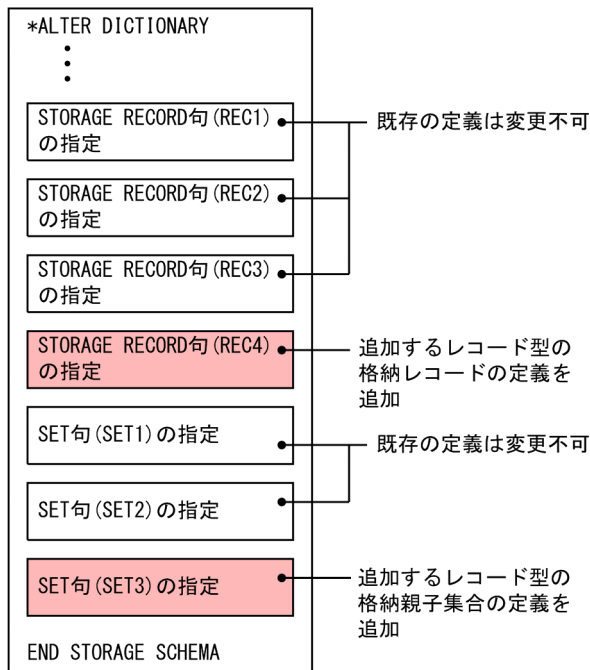 *ALTER DICTIONARY
STORAGE RECORD句(REC1)
の指定
既存の定義は変更不可
STORAGE RECORD句(REC2)
の指定
STORAGE RECORD句(REC3)
の指定
STORAGE RECORD句(REC4)
の指定
追加するレコード型の
格納レコードの定義を
追加
SET句(SET1)の指定
既存の定義は変更不可
SET句(SET2)の指定
SET句(SET3)の指定
追加するレコード型の
格納親子集合の定義を
追加
END STORAGE SCHEMA